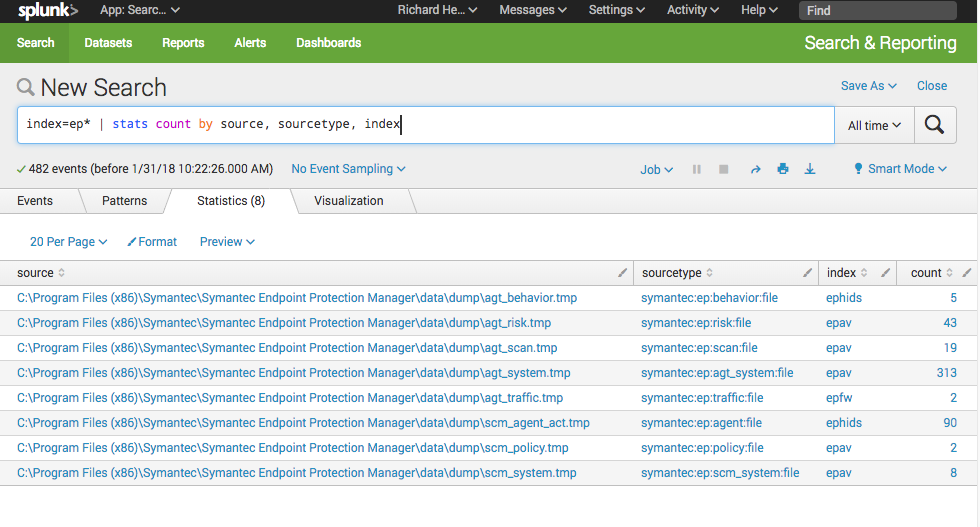 splunk> App: Searc... Richard He... Messages Settings Activity Help Find
Search Datasets Reports Alerts Dashboards Search & Reporting
New Search Save As Close
index=ep* | stats count by source, sourcetype, index All time
482 events (before 1/31/18 10:22:26.000 AM) No Event Sampling Job Smart Mode
Events Patterns Statistics (8) Visualization
20 Per Page Format Preview
source sourcetype index count
C:\Program Files (x86)\Symantec\Symantec Endpoint Protection Manager\data\dump\agt_behavior.tmp symantec:ep:behavior:file ephids 5
C:\Program Files (x86)\Symantec\Symantec Endpoint Protection Manager\data\dump\agt_risk.tmp symantec:ep:risk:file epav 43
C:\Program Files (x86)\Symantec\Symantec Endpoint Protection Manager\data\dump\agt_scan.tmp symantec:ep:scan:file epav 19
C:\Program Files (x86)\Symantec\Symantec Endpoint Protection Manager\data\dump\agt_system.tmp symantec:ep:agt_system:file epav 313
C:\Program Files (x86)\Symantec\Symantec Endpoint Protection Manager\data\dump\agt_traffic.tmp symantec:ep:traffic:file epfw 2
C:\Program Files (x86)\Symantec\Symantec Endpoint Protection Manager\data\dump\scm_agent_act.tmp symantec:ep:agent:file ephids 90
C:\Program Files (x86)\Symantec\Symantec Endpoint Protection Manager\data\dump\scm_policy.tmp symantec:ep:policy:file epav 2
C:\Program Files (x86)\Symantec\Symantec Endpoint Protection Manager\data\dump\scm_system.tmp symantec:ep:scm_system:file epav 8